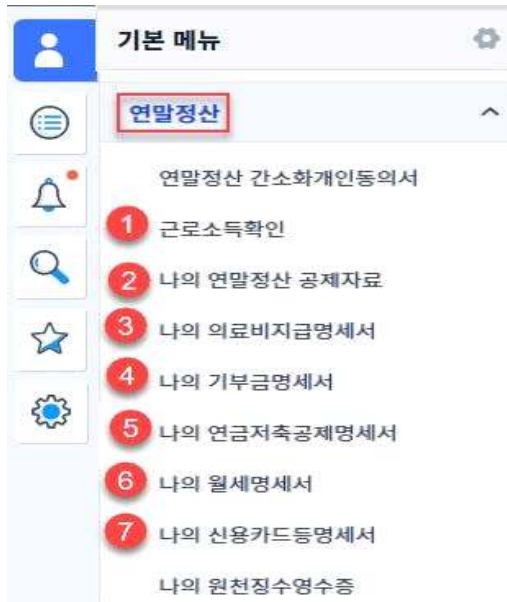 기본 메뉴
연말정산
연말정산 간소화개인동의서
1 근로소득확인
2 나의 연말정산 공제자료
3 나의 의료비지급명세서
4 나의 기부금명세서
5 나의 연금저축공제명세서
6 나의 월세명세서
7 나의 신용카드등명세서
나의 원천징수영수증